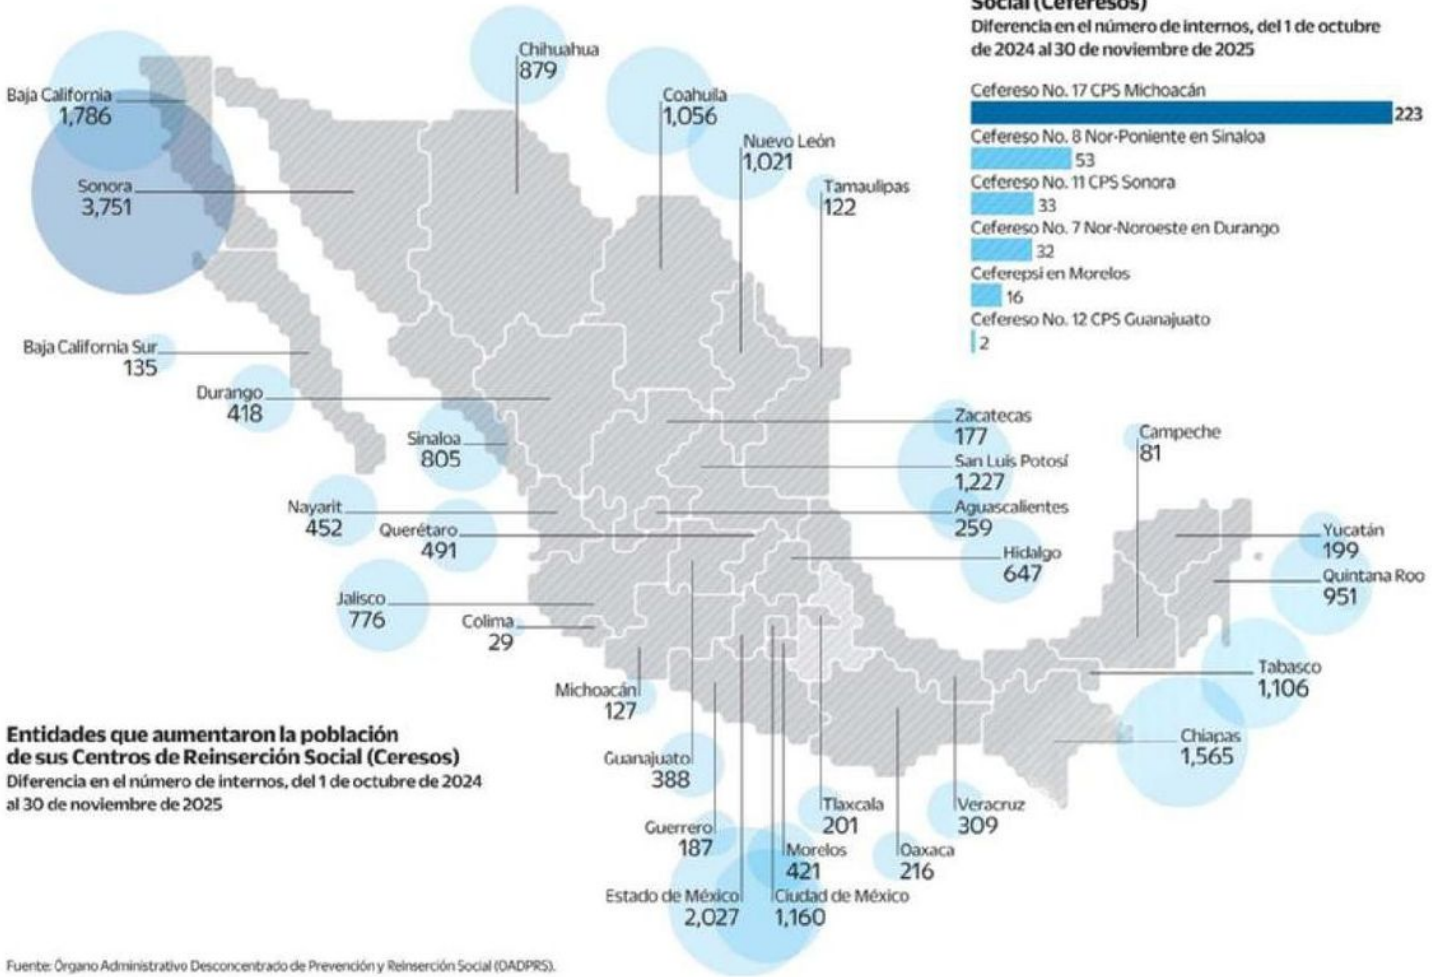 Social (Ceferesos)
Diferencia en el número de internos, del 1 de octubre
de 2024 al 30 de noviembre de 2025
Cefereso No. 17 CPS Michoacán
223
Cefereso No. 8 Nor-Poniente en Sinaloa
53
Cefereso No. 11 CPS Sonora
33
Cefereso No. 7 Nor-Noroeste en Durango
32
Ceferepsi en Morelos
16
Cefereso No. 12 CPS Guanajuato
2
Chihuahua
879
Baja California
1,786
Coahuila
1,056
Nuevo León
1,021
Sonora
3,751
Tamaulipas
122
Baja California Sur
135
Durango
418
Sinaloa
805
Zacatecas
177
Campeche
81
San Luis Potosí
1,227
Nayarit
452
Querétaro
491
Aguascalientes
259
Hidalgo
647
Yucatán
199
Quintana Roo
951
Jalisco
776
Colima
29
Tabasco
1,106
Michoacán
127
Chiapas
1,565
Guanajuato
388
Tlaxcala
201
Veracruz
309
Guerrero
187
Morelos
421
Oaxaca
216
Estado de México
2,027
Ciudad de México
1,160
Entidades que aumentaron la población
de sus Centros de Reinserción Social (Ceresos)
Diferencia en el número de internos, del 1 de octubre de 2024
al 30 de noviembre de 2025
Fuente: Órgano Administrativo Desconcentrado de Prevención y Reinserción Social (OADPRS).